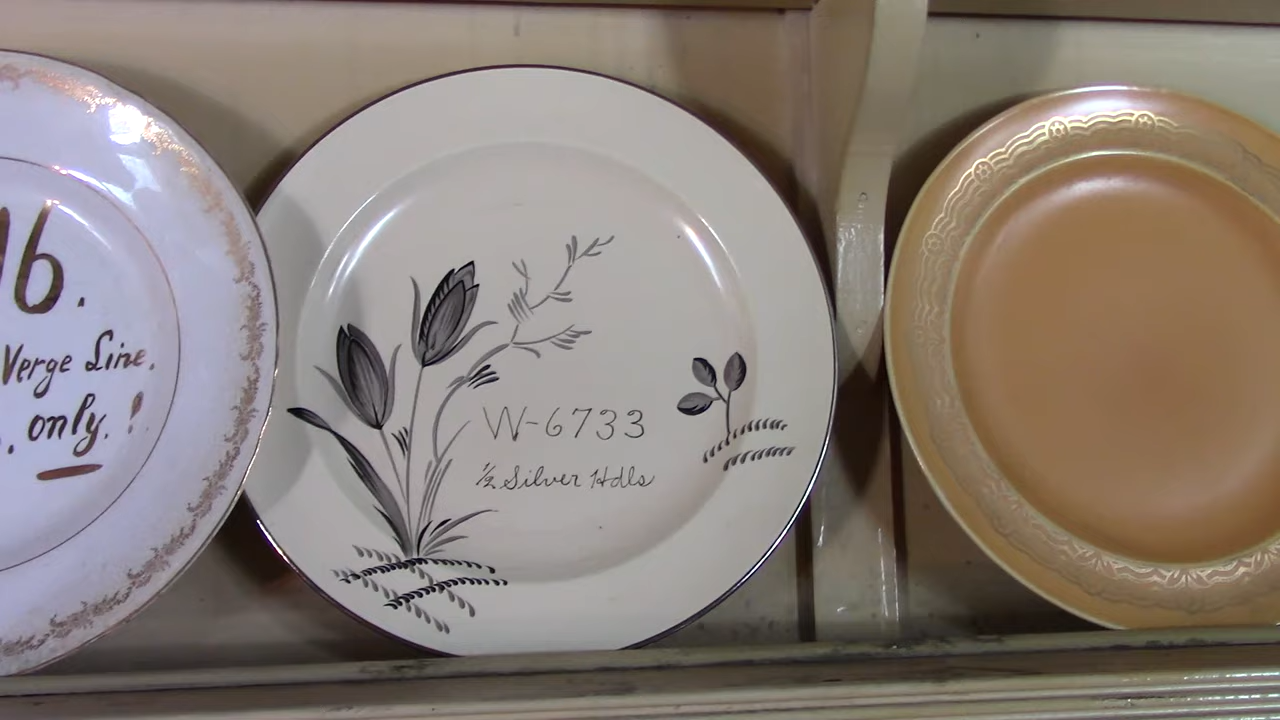 16.
Verge Line.
only.!
W-6733
1/2 Silver Hdls